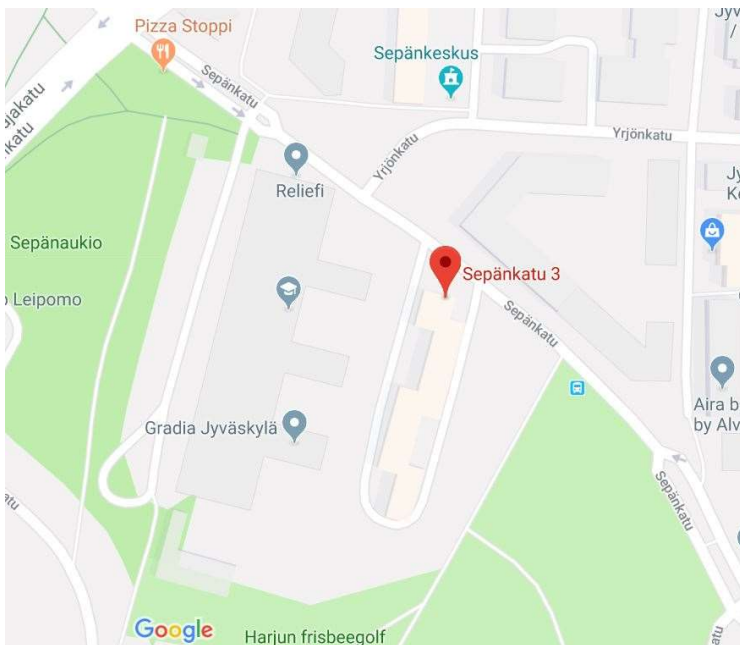 Pizza Stoppi
Sepänkatu
Sepänkeskus
Yrjönkatu
Yrjönkatu
Reliefi
Sepänaukio
Leipomo
Sepänkatu 3
Sepänkatu
Gradia Jyväskylä
Aira b
by Alv
Sepänkatu
Google
Harjun frisbeegolf